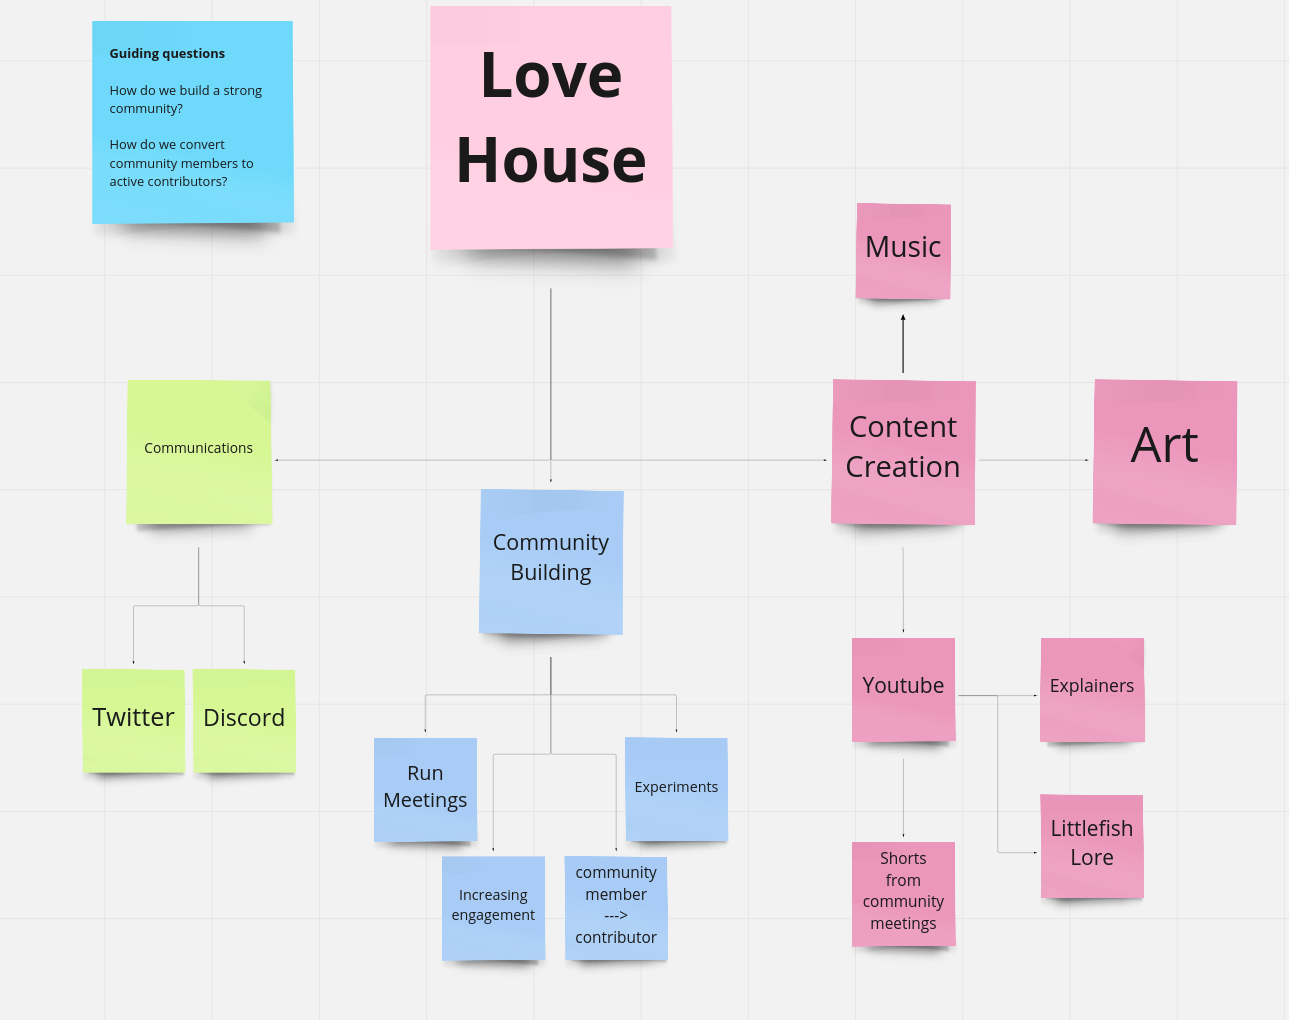 Guiding questions
How do we build a strong
community?
How do we convert
community members to
active contributors?
Love
House
Music
Communications
Content
Creation
Art
Community
Building
Twitter
Discord
Youtube
Explainers
Run
Meetings
Experiments
Littlefish
Lore
Increasing
engagement
community
member
--->
contributor
Shorts
from
community
meetings